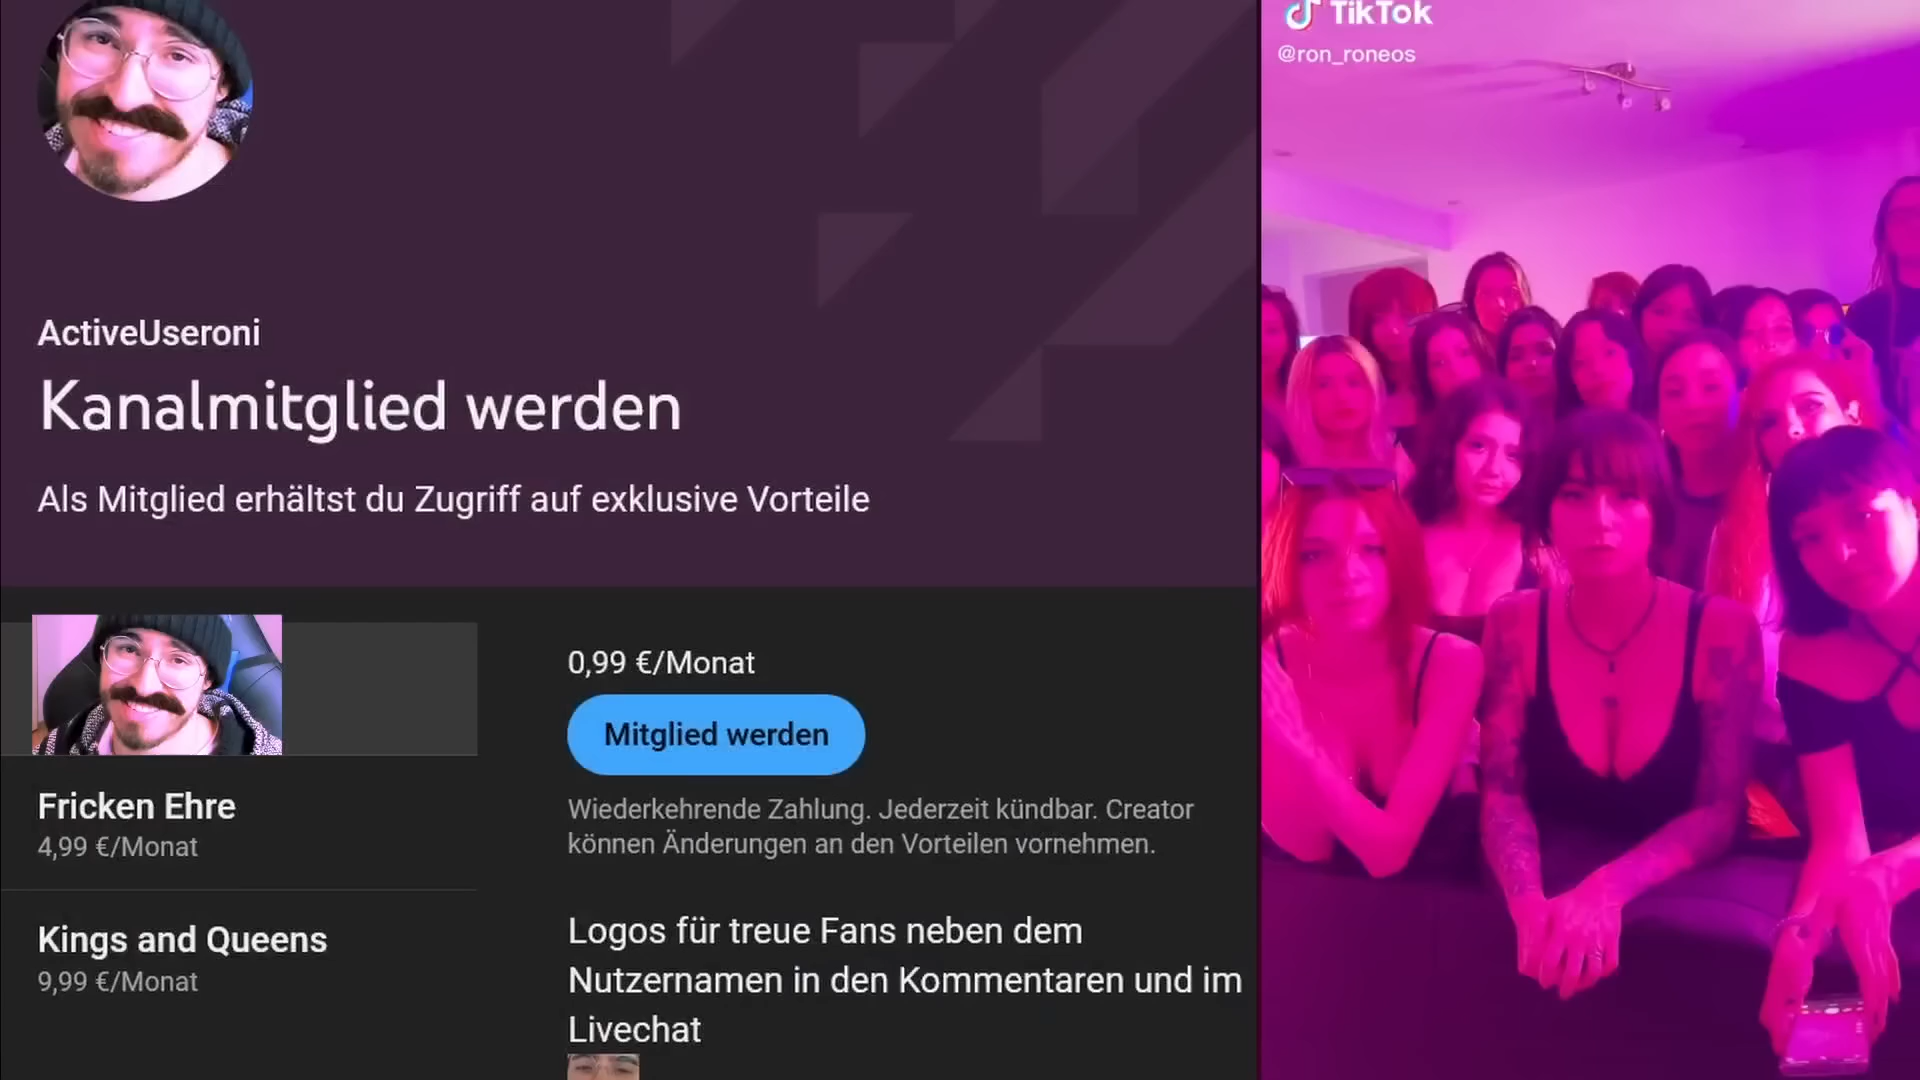 ActiveUseroni
Kanalmitglied werden
Als Mitglied erhältst du Zugriff auf exklusive Vorteile
Fricken Ehre
4,99 €/Monat
Kings and Queens
9,99 €/Monat
0,99 €/Monat
Mitglied werden
Wiederkehrende Zahlung. Jederzeit kündbar. Creator
können Änderungen an den Vorteilen vornehmen.
Logos für treue Fans neben dem
Nutzernamen in den Kommentaren und im
Livechat
TikTok
@ron_roneos